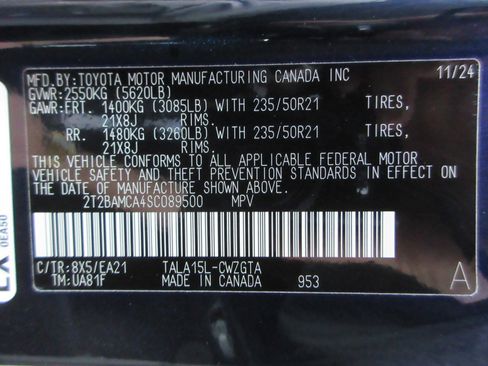 MFD.BY:TOYOTA MOTOR MANUFACTURING CANADA INC 11/24
GVWR:2550KG (5620LB)
GAWR:FRT. 1400KG (3085LB) WITH 235/50R21 TIRES,
21X8J RIMS.
RR. 1480KG (3260LB) WITH 235/50R21 TIRES,
21X8J RIMS.
THIS VEHICLE CONFORMS TO ALL APPLICABLE FEDERAL MOTOR
VEHICLE SAFETY AND THEFT PREVENTION STANDARDS IN EFFECT ON
THE DATE OF MANUFACTURE SHOWN ABOVE.
2T2BAMCA4SC089500 MPV
C/TR:8X5/EA21 TALA15L-CWZGTA
TM:UA81F MADE IN CANADA 953 A
0EA50